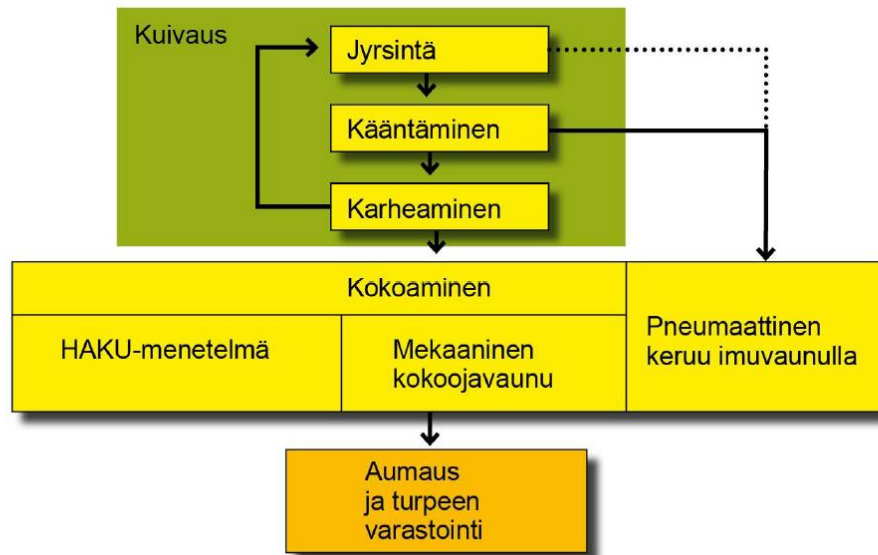 Kuivaus
Jyrsintä
Kääntäminen
Karheaminen
Kokoaminen
HAKU-menetelmä
Mekaaninen
kokoojavaunu
Pneumaattinen
keruu imuvaunulla
Aumaus
ja turpeen
varastointi